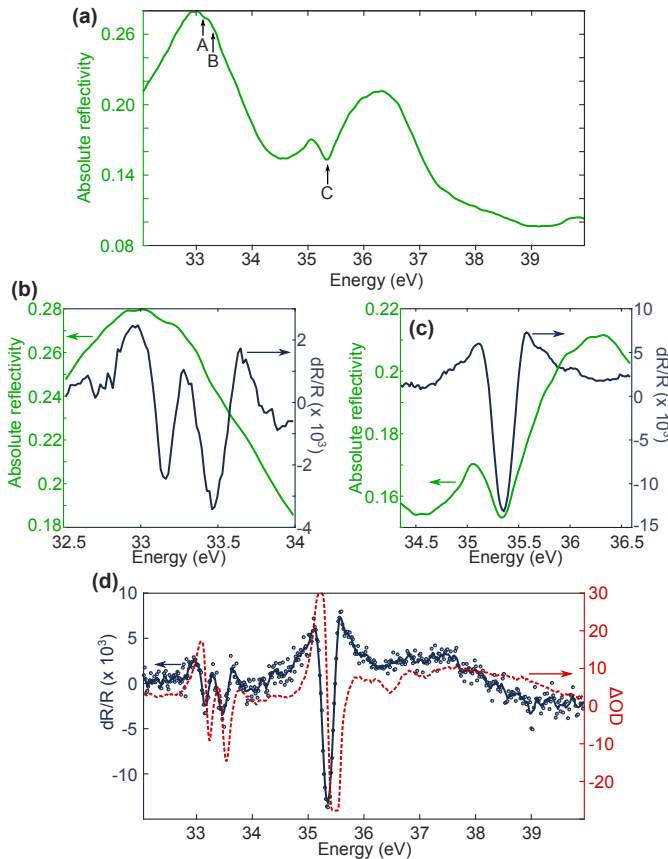 (a)
0.28
0.20
0.14
0.08
Absolute reflectivity
A
B
C
33 34 35 36 37 38 39
Energy (eV)
(b)
0.28
0.26
0.24
0.22
0.2
0.18
Absolute reflectivity
2
0
-2
-4
dR/R (x 10³)
32.5 33 33.5 34
Energy (eV)
(c)
0.22
0.2
0.18
0.16
Absolute reflectivity
10
5
0
-5
-10
-15
dR/R (x 10³)
34.5 35 35.5 36 36.5
Energy (eV)
(d)
10
5
0
-5
-10
dR/R (x 10³)
30
20
10
0
-10
-20
ΔOD
33 34 35 36 37 38 39
Energy (eV)